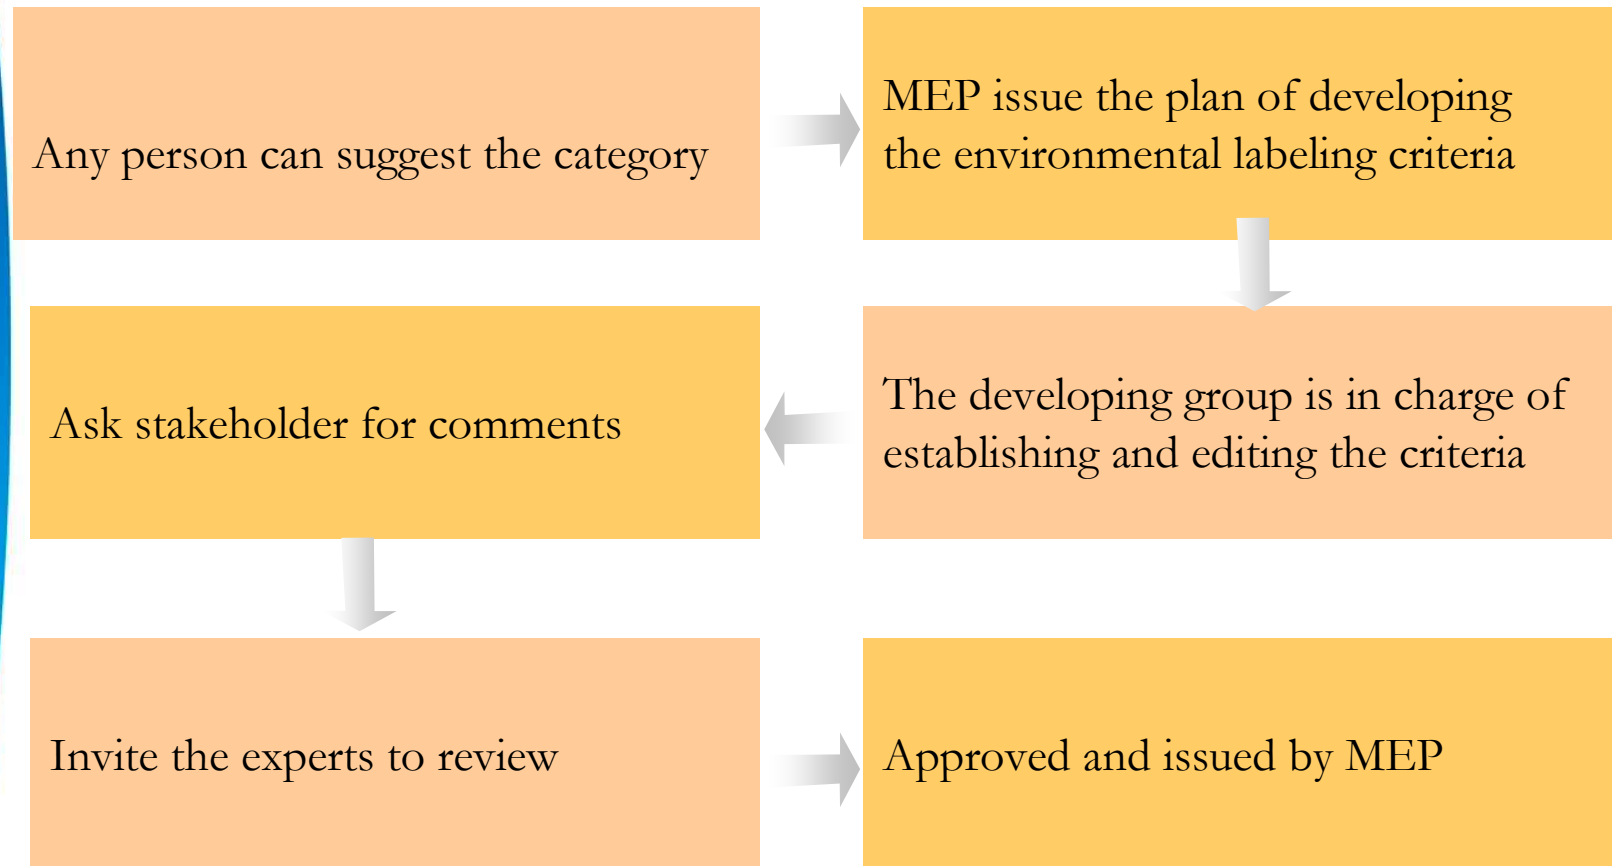 Any person can suggest the category
MEP issue the plan of developing
the environmental labeling criteria
The developing group is in charge of
establishing and editing the criteria
Ask stakeholder for comments
Invite the experts to review
Approved and issued by MEP